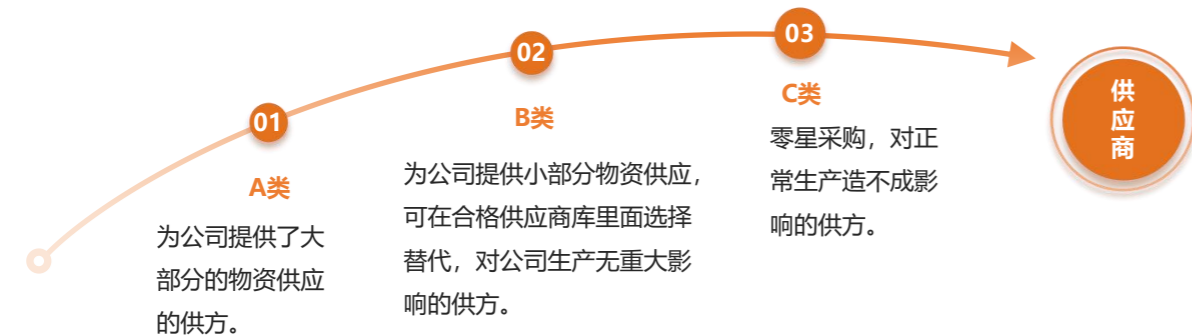 01
A类
为公司提供了大
部分的物资供应
的供方。
02
B类
为公司提供小部分物资供应，
可在合格供应商库里面选择
替代，对公司生产无重大影
响的供方。
03
C类
零星采购，对正
常生产造不成影
响的供方。
供
应
商